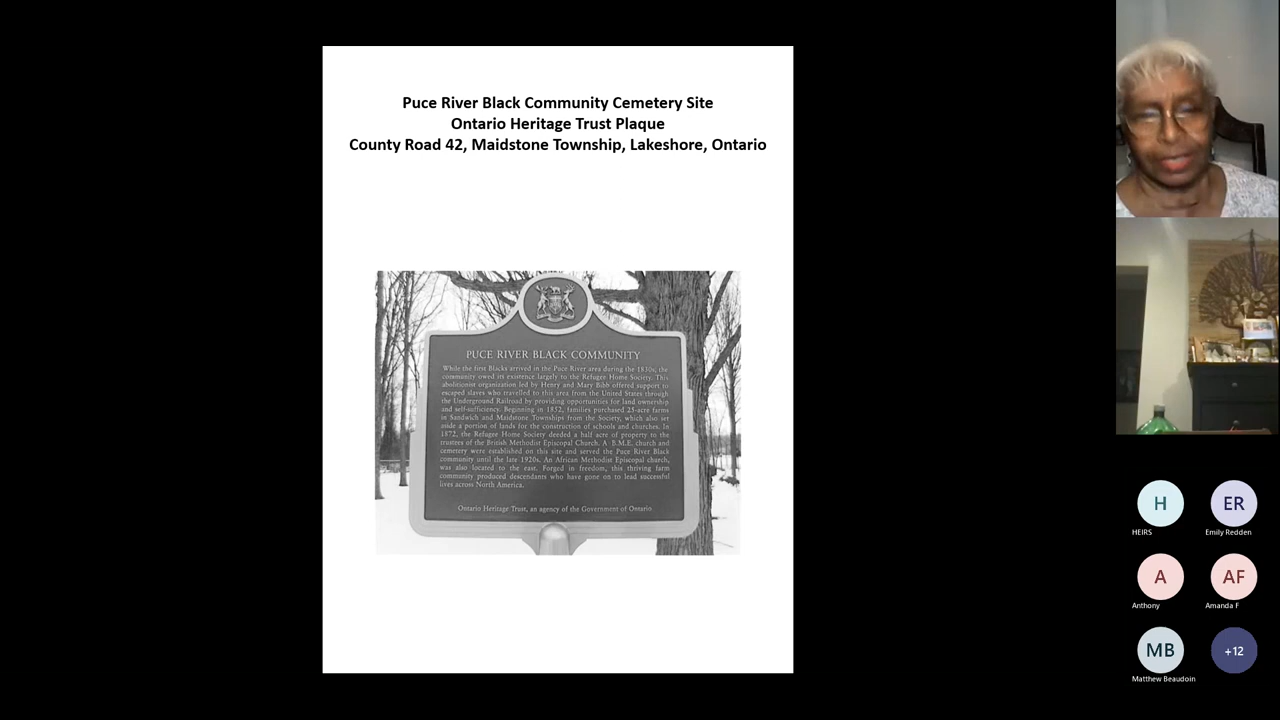 Puce River Black Community Cemetery Site
Ontario Heritage Trust Plaque
County Road 42, Maidstone Township, Lakeshore, Ontario
PUCE RIVER BLACK COMMUNITY
While the first Blacks arrived in the Puce River area during the 1830s, the
community owed its existence largely to the Refugee Home Society. This
abolitionist organization led by Henry and Mary Bibb offered support to
escaped slaves who travelled to this area from the United States through
the Underground Railroad by providing opportunities for land ownership
and self-sufficiency. Beginning in 1852, families purchased 25-acre farms
in Sandwich and Maidstone Townships from the Society, which also set
aside a portion of lands for the construction of schools and churches. In
1872, the Refugee Home Society deeded a half acre of property to the
trustees of the British Methodist Episcopal Church. A B.M.E. church and
cemetery were established on this site and served the Puce River Black
community until the late 1920s. An African Methodist Episcopal church,
was also located to the east. Forged in freedom, this thriving farm
community produced descendants who have gone on to lead successful
lives across North America.
Ontario Heritage Trust, an agency of the Government of Ontario
H
HEIRS
ER
Emily Redden
A
Anthony
AF
Amanda F
MB
Matthew Beaudoin
+12